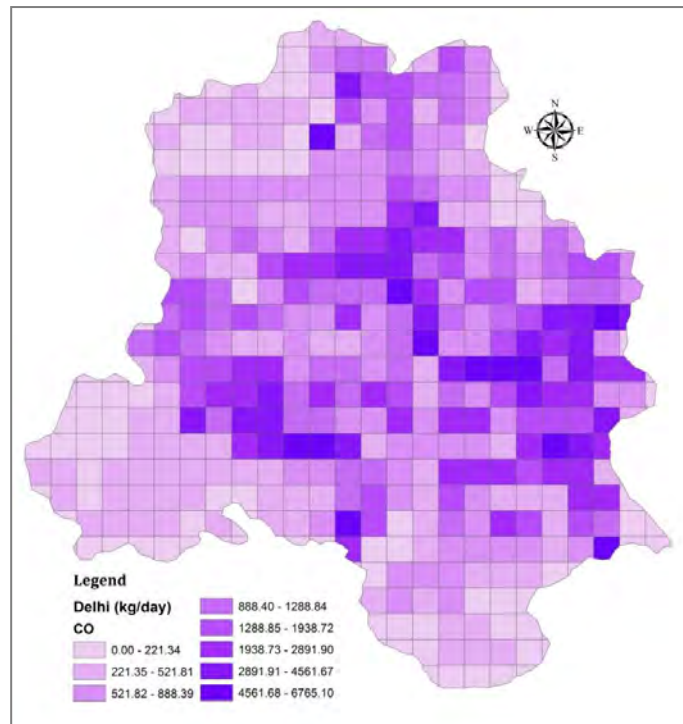 N
W E
S
Legend
Delhi (kg/day)
CO
0.00 - 221.34
221.35 - 521.81
521.82 - 888.39
888.40 - 1288.84
1288.85 - 1938.72
1938.73 - 2891.90
2891.91 - 4561.67
4561.68 - 6765.10